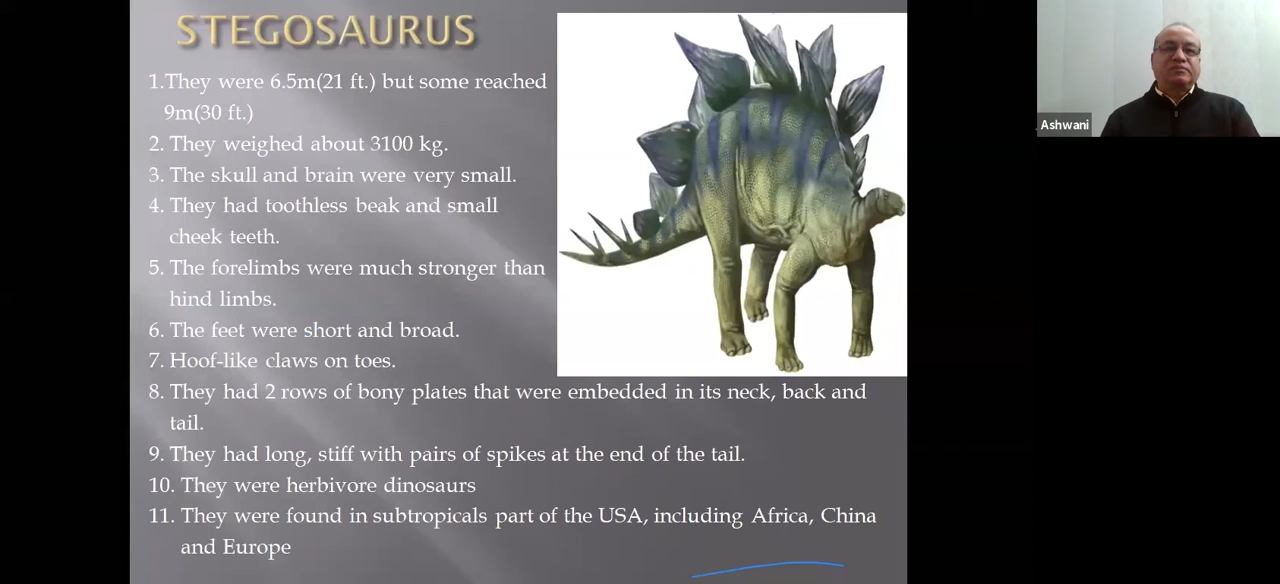 STEGOSAURUS
1.They were 6.5m(21 ft.) but some reached
9m(30 ft.)
2. They weighed about 3100 kg.
3. The skull and brain were very small.
4. They had toothless beak and small
cheek teeth.
5. The forelimbs were much stronger than
hind limbs.
6. The feet were short and broad.
7. Hoof-like claws on toes.
8. They had 2 rows of bony plates that were embedded in its neck, back and
tail.
9. They had long, stiff with pairs of spikes at the end of the tail.
10. They were herbivore dinosaurs
11. They were found in subtropicals part of the USA, including Africa, China
and Europe
Ashwani